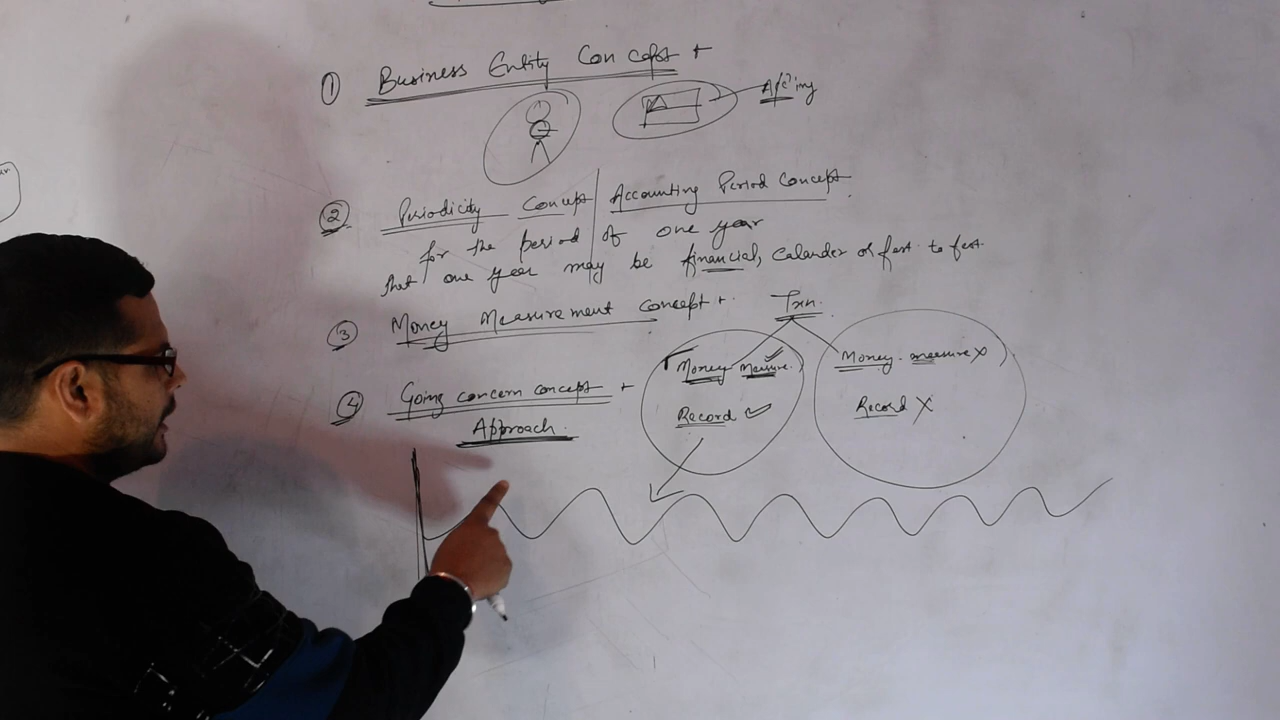 ① Business Entity Concept +
A/c'ing
② Periodicity Concept | Accounting Period Concept
for the period of one year
that one year may be financial, Calander or fest to fest
③ Money Measurement Concept +
Txn.
Money Measure ✓
Record ✓
Money measure X
Record X
④ Going concern concept +
Approach.